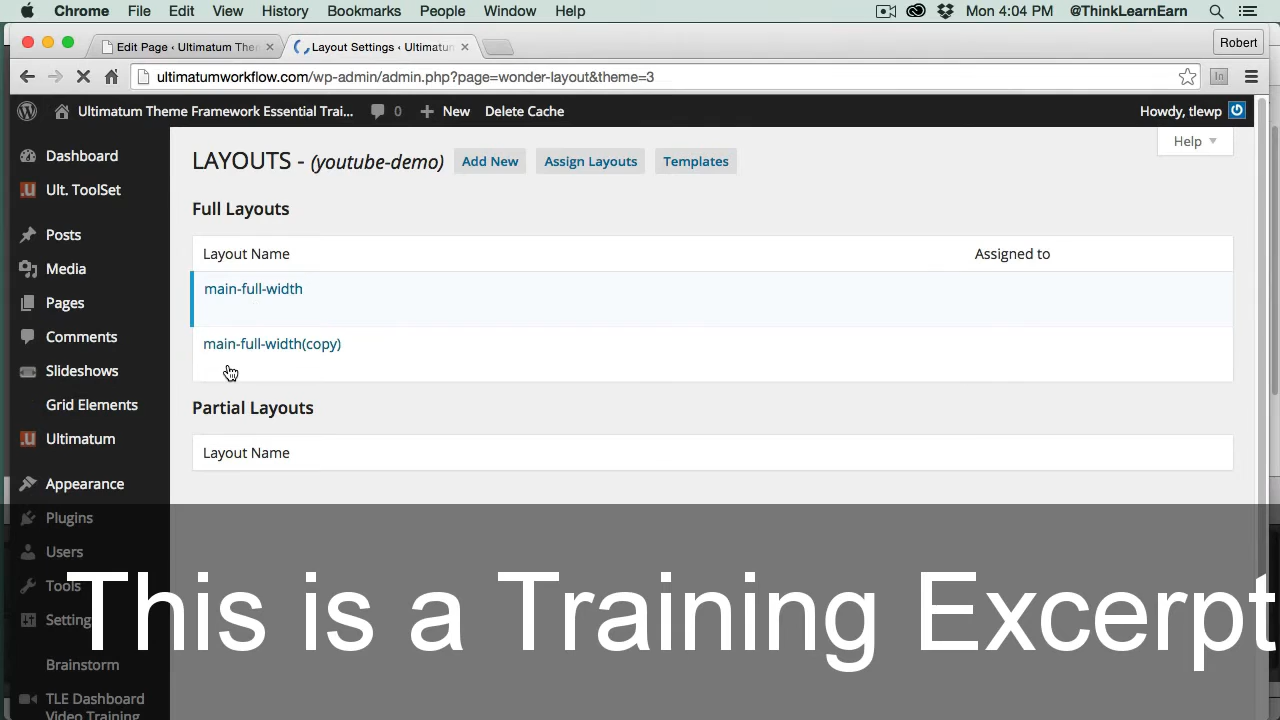 Chrome File Edit View History Bookmarks People Window Help Mon 4:04 PM @ThinkLearnEarn
Edit Page ‹ Ultimatum The
Layout Settings ‹ Ultimatu
Robert
ultimatumworkflow.com/wp-admin/admin.php?page=wonder-layout&theme=3
In
Ultimatum Theme Framework Essential Trai... 0 New Delete Cache Howdy, tlewp
Help
Dashboard
Ult. ToolSet
Posts
Media
Pages
Comments
Slideshows
Grid Elements
Ultimatum
Appearance
Plugins
Users
Tools
Setting
Brainstorm
TLE Dashboard
Video Training
LAYOUTS - (youtube-demo) Add New Assign Layouts Templates
Full Layouts
Layout Name Assigned to
main-full-width
main-full-width(copy)
Partial Layouts
Layout Name
This is a Training Excerpt